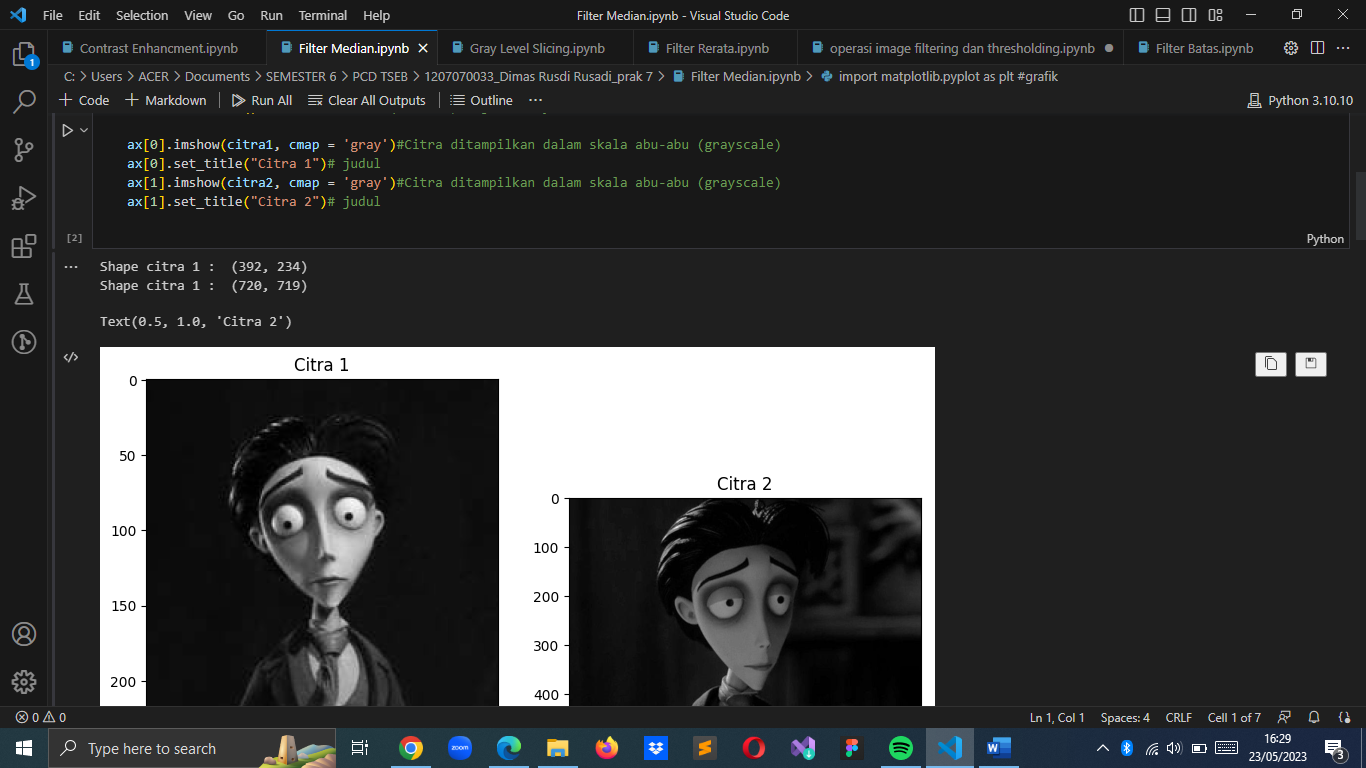 File Edit Selection View Go Run Terminal Help Filter Median.ipynb - Visual Studio Code
1 Contrast Enhancment.ipynb Filter Median.ipynb Gray Level Slicing.ipynb Filter Rerata.ipynb operasi image filtering dan thresholding.ipynb Filter Batas.ipynb
C: > Users > ACER > Documents > SEMESTER 6 > PCD TSEB > 1207070033_Dimas Rusdi Rusadi_prak 7 > Filter Median.ipynb > import matplotlib.pyplot as plt #grafik
+ Code + Markdown Run All Clear All Outputs Outline ... Python 3.10.10
ax[0].imshow(citra1, cmap = 'gray')#Citra ditampilkan dalam skala abu-abu (grayscale)
ax[0].set_title("Citra 1")# judul
ax[1].imshow(citra2, cmap = 'gray')#Citra ditampilkan dalam skala abu-abu (grayscale)
ax[1].set_title("Citra 2")# judul
[2]
Python
Shape citra 1 :  (392, 234)
Shape citra 1 :  (720, 719)
Text(0.5, 1.0, 'Citra 2')
Citra 1
0
50
100
150
200
Citra 2
0
100
200
300
400
0 0 Ln 1, Col 1 Spaces: 4 CRLF Cell 1 of 7
Type here to search
zoom
16:29
23/05/2023
3